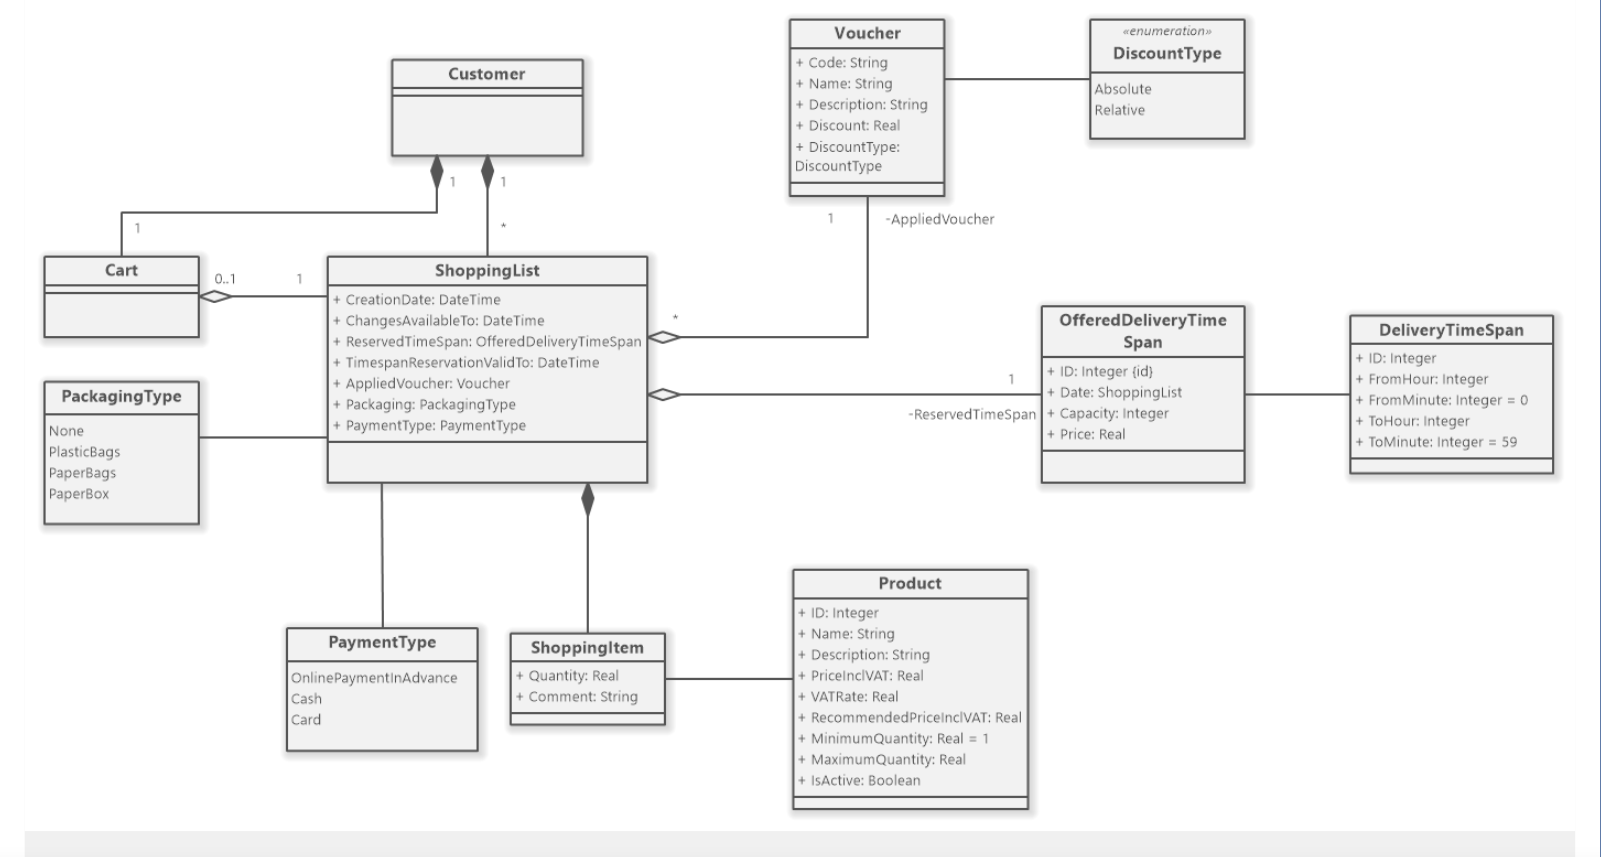 Customer
1
1
1
*
Voucher
+ Code: String
+ Name: String
+ Description: String
+ Discount: Real
+ DiscountType:
DiscountType
«enumeration»
DiscountType
Absolute
Relative
1
-AppliedVoucher
Cart
0..1
1
ShoppingList
+ CreationDate: DateTime
+ ChangesAvailableTo: DateTime
+ ReservedTimeSpan: OfferedDeliveryTimeSpan
+ TimespanReservationValidTo: DateTime
+ AppliedVoucher: Voucher
+ Packaging: PackagingType
+ PaymentType: PaymentType
*
1
-ReservedTimeSpan
OfferedDeliveryTime
Span
+ ID: Integer {id}
+ Date: ShoppingList
+ Capacity: Integer
+ Price: Real
DeliveryTimeSpan
+ ID: Integer
+ FromHour: Integer
+ FromMinute: Integer = 0
+ ToHour: Integer
+ ToMinute: Integer = 59
PackagingType
None
PlasticBags
PaperBags
PaperBox
PaymentType
OnlinePaymentInAdvance
Cash
Card
ShoppingItem
+ Quantity: Real
+ Comment: String
Product
+ ID: Integer
+ Name: String
+ Description: String
+ PriceInclVAT: Real
+ VATRate: Real
+ RecommendedPriceInclVAT: Real
+ MinimumQuantity: Real = 1
+ MaximumQuantity: Real
+ IsActive: Boolean